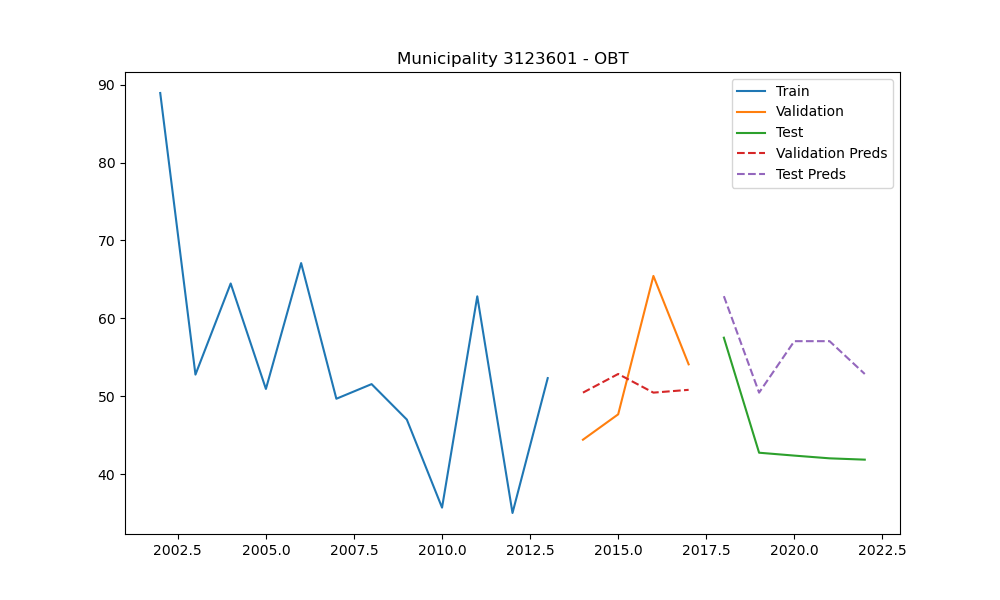 Municipality 3123601 - OBT
90
80
70
60
50
40
Train
Validation
Test
Validation Preds
Test Preds
2002.5 2005.0 2007.5 2010.0 2012.5 2015.0 2017.5 2020.0 2022.5